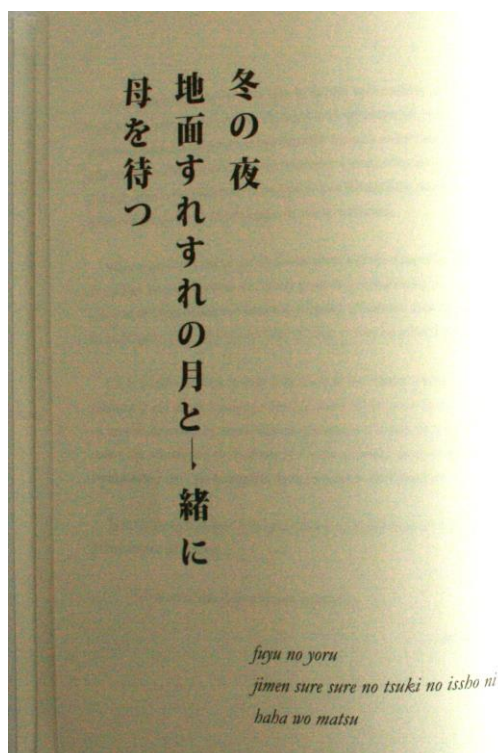 冬の夜
地面すれすれの月と一緒に
母を待つ
fuyu no yoru
jimen sure sure no tsuki no issho ni
haha wo matsu